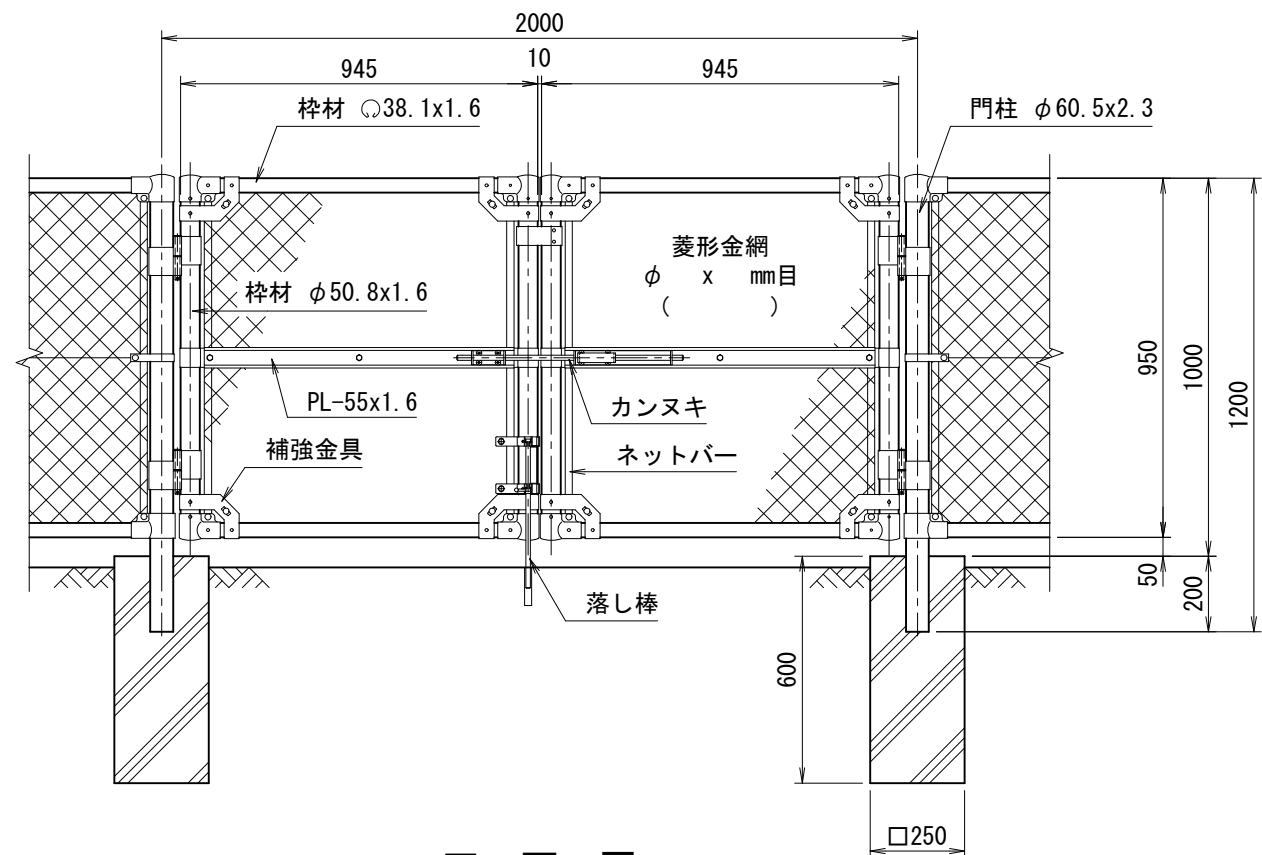 2000
10
945
945
枠材 38.1x1.6
門柱 φ60.5x2.3
菱形金網
φ x mm目
( )
枠材 φ50.8x1.6
PL-55x1.6
カンヌキ
補強金具
ネットバー
落し棒
950
1000
1200
50
200
600
□250